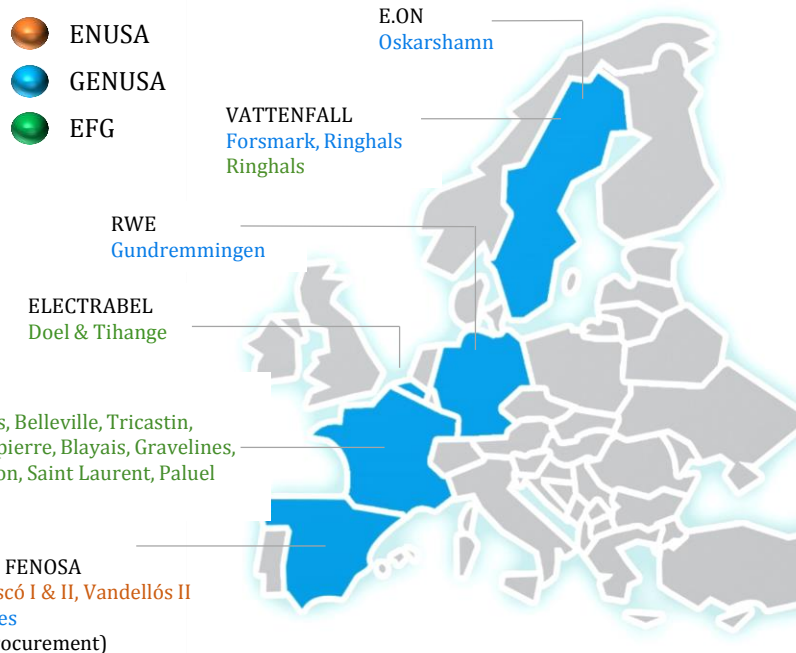 ENUSA
GENUSA
EFG
E.ON
Oskarshamn
VATTENFALL
Forsmark, Ringhals
Ringhals
RWE
Gundremmingen
ELECTRABEL
Doel & Tihange
s, Belleville, Tricastin,
pierre, Blayais, Gravelines,
on, Saint Laurent, Paluel
FENOSA
scó I & II, Vandellós II
es
ocurement)